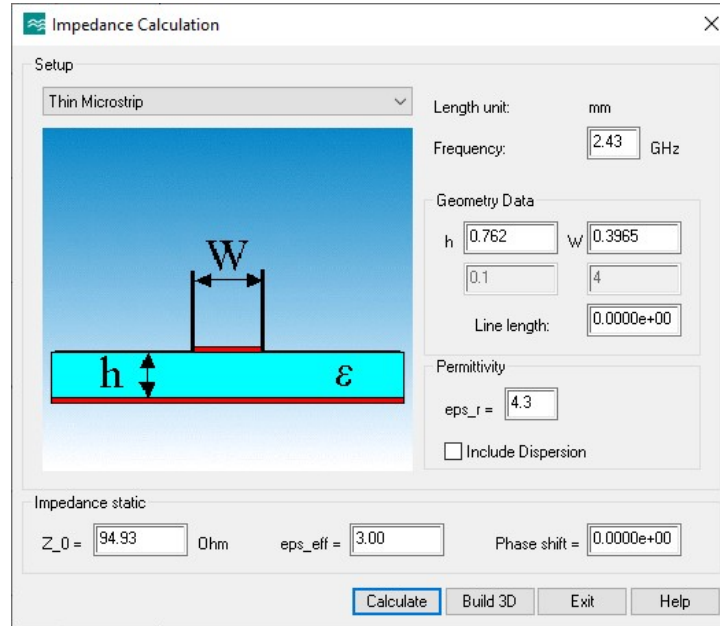 Impedance Calculation
Setup
Thin Microstrip
Length unit: mm
Frequency: 2.43 GHz
W
h ε
Geometry Data
h 0.762 W 0.3965
0.1 4
Line length: 0.0000e+00
Permittivity
eps_r = 4.3
Include Dispersion
Impedance static
Z_0 = 94.93 Ohm eps_eff = 3.00 Phase shift = 0.0000e+00
Calculate Build 3D Exit Help